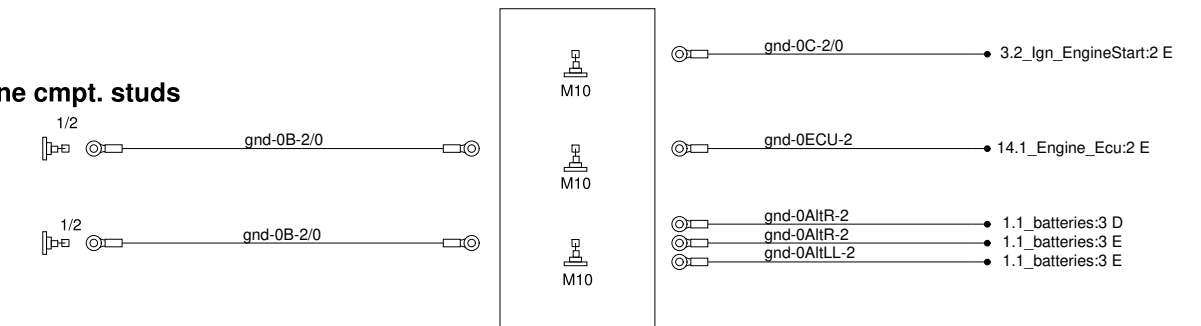 gnd-0C-2/0
3.2_Ign_EngineStart:2 E
M10
ne cmpt. studs
1/2
gnd-0B-2/0
gnd-0ECU-2
14.1_Engine_Ecu:2 E
M10
1/2
gnd-0B-2/0
gnd-0AltR-2
1.1_batteries:3 D
gnd-0AltR-2
1.1_batteries:3 E
gnd-0AltLL-2
1.1_batteries:3 E
M10